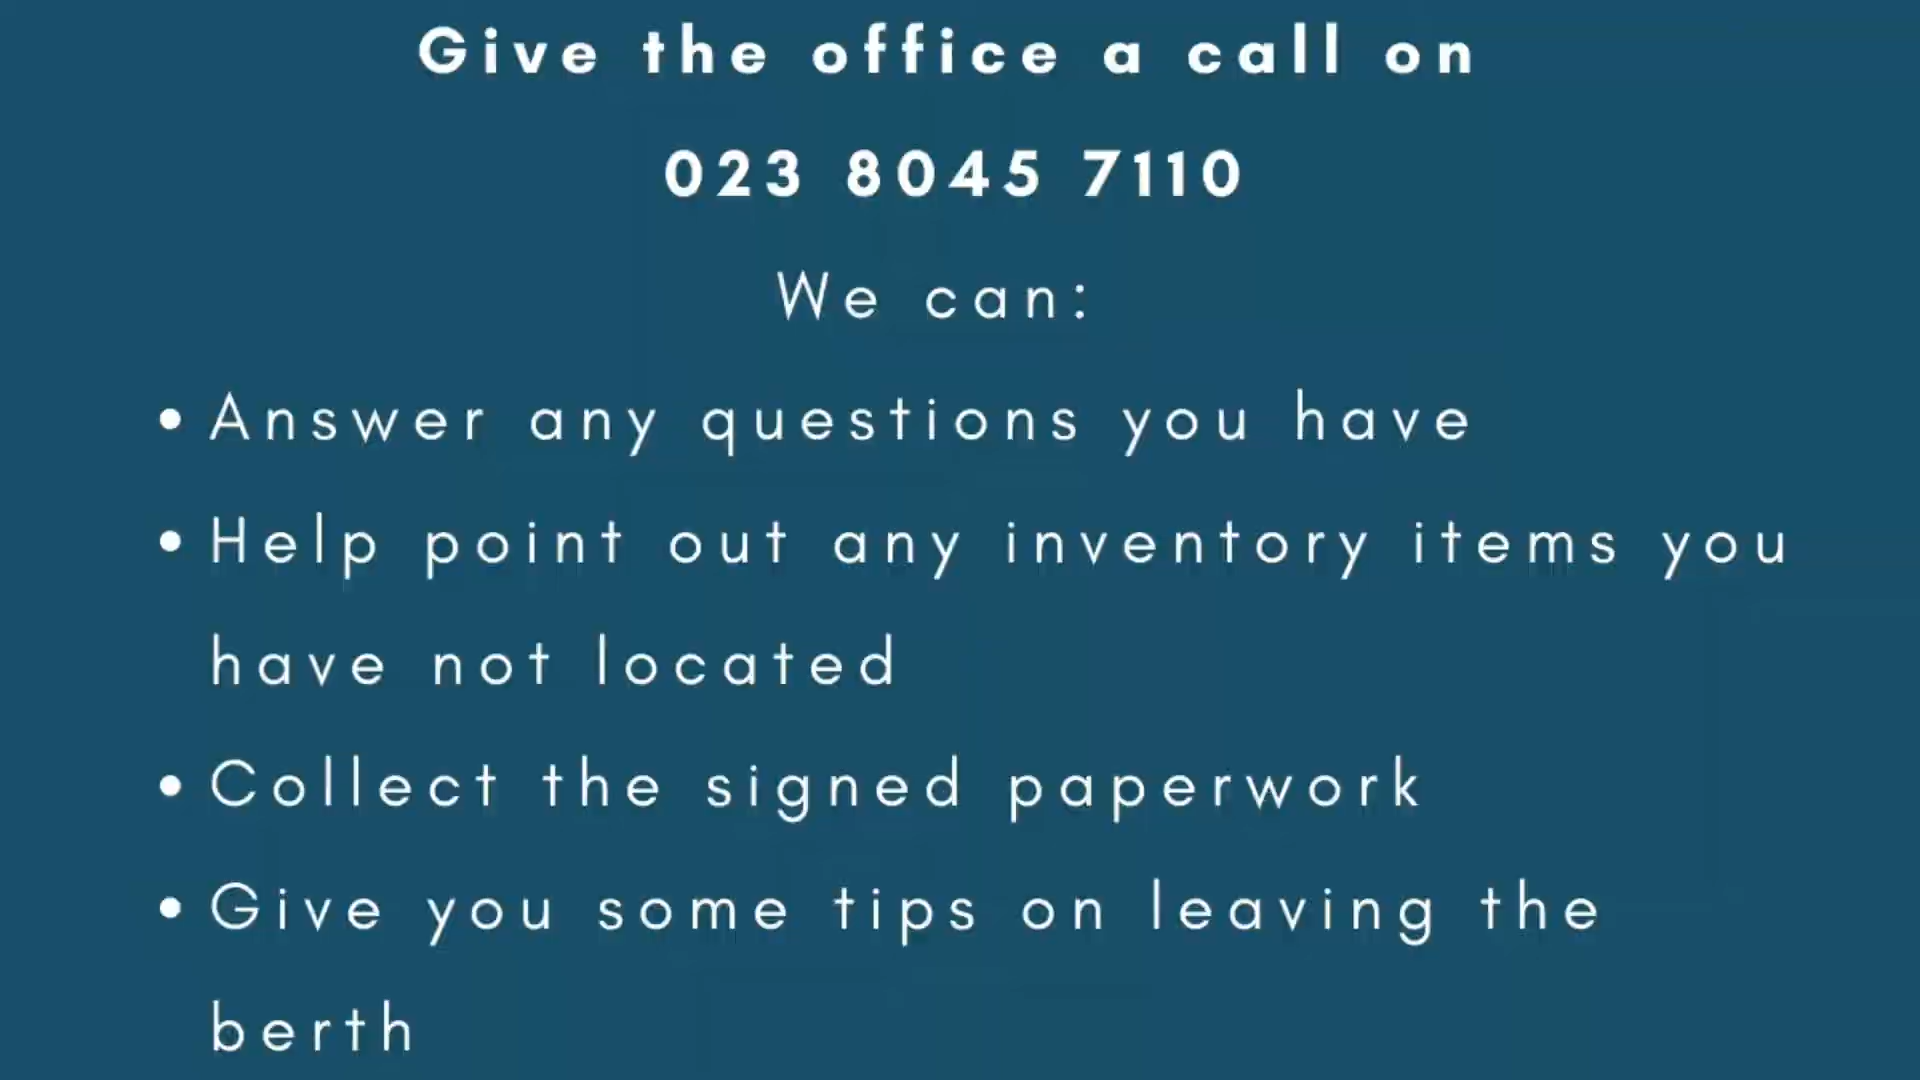 Give the office a call on
023 8045 7110
We can:
• Answer any questions you have
• Help point out any inventory items you
have not located
• Collect the signed paperwork
• Give you some tips on leaving the
berth